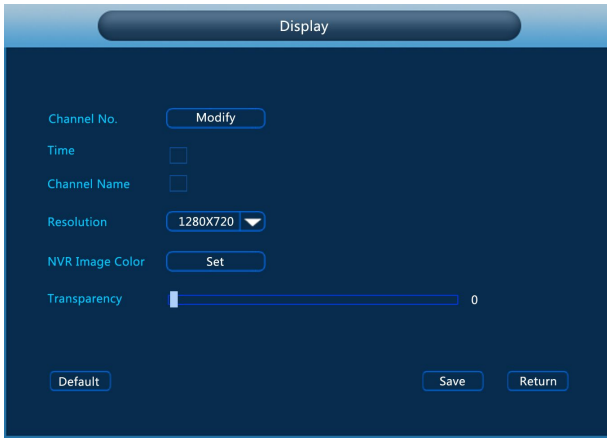 Display
Channel No. Modify
Time
Channel Name
Resolution 1280X720
NVR Image Color Set
Transparency 0
Default Save Return